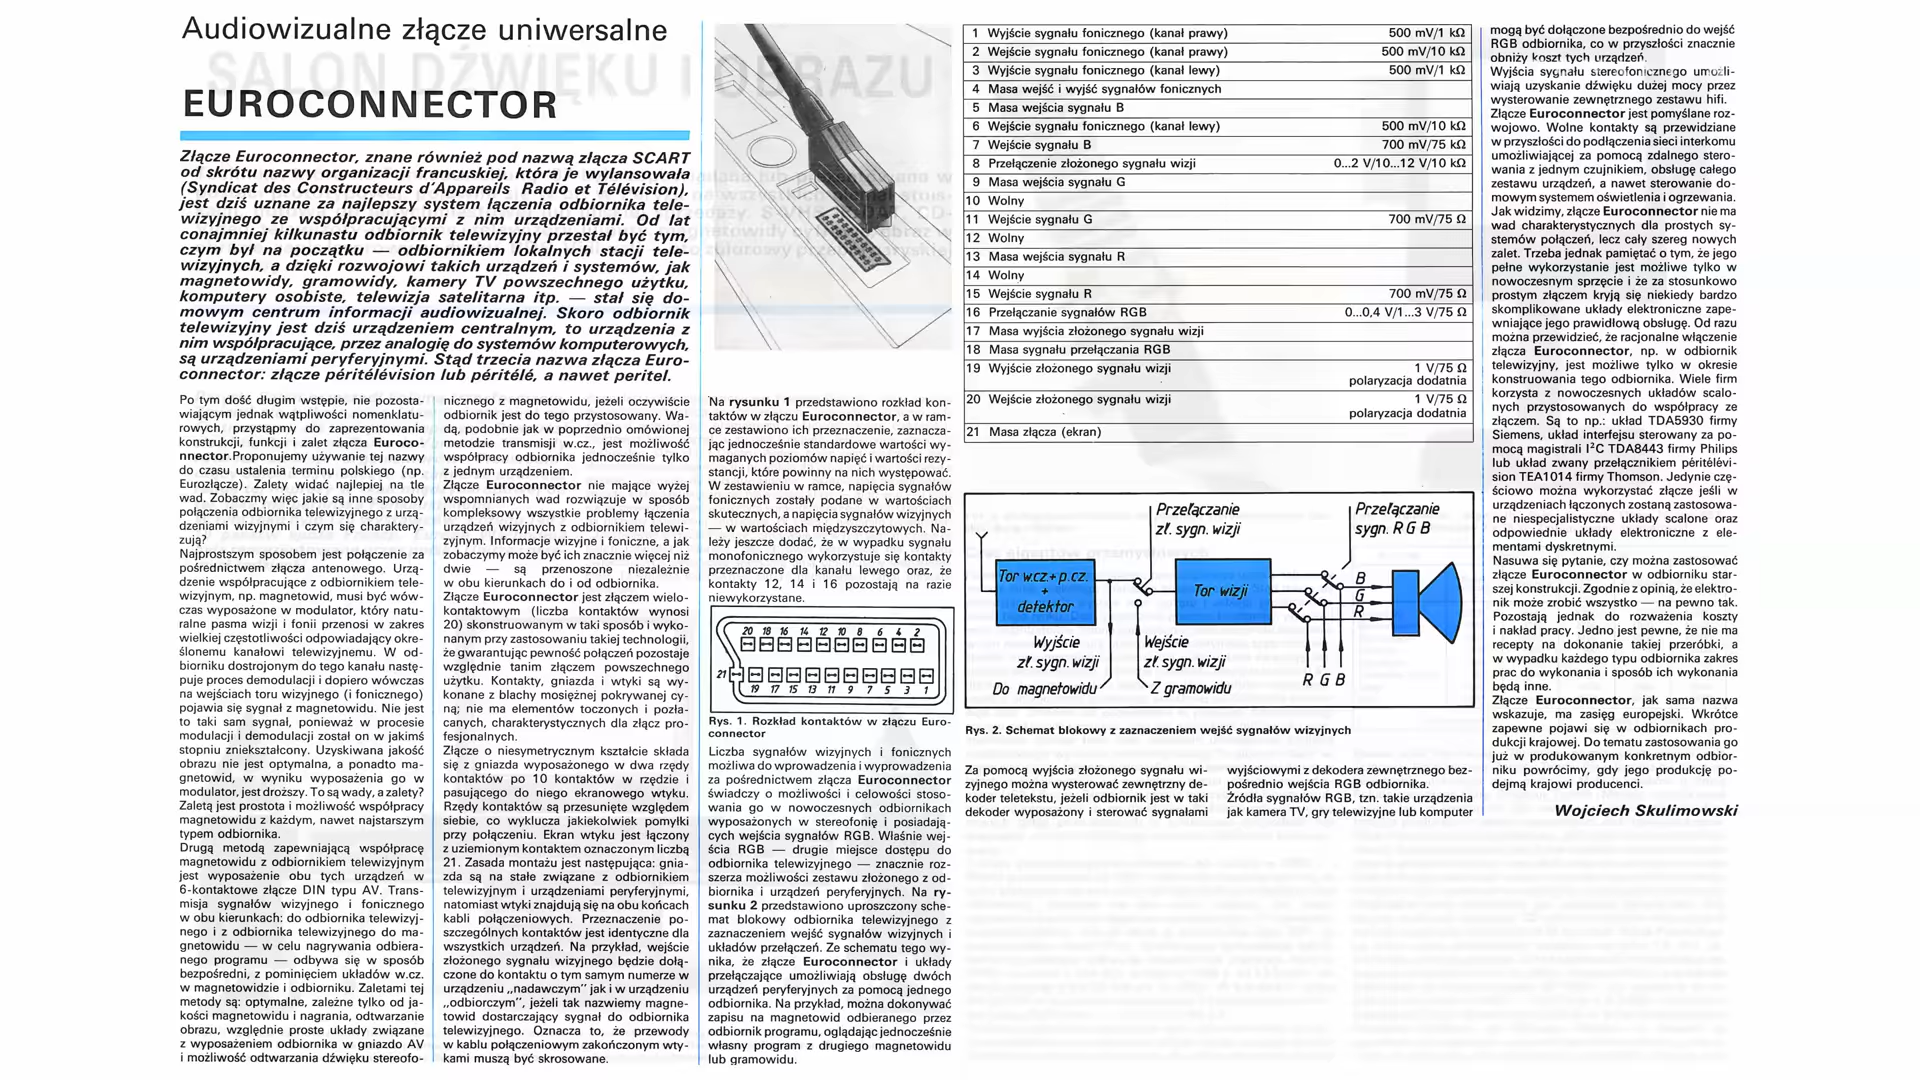 Audiowizualne złącze uniwersalne
EUROCONNECTOR
Złącze Euroconnector, znane również pod nazwą złącza SCART
od skrótu nazwy organizacji francuskiej, która je wylansowała
(Syndicat des Constructeurs d'Appareils Radio et Télévision),
jest dziś uznane za najlepszy system łączenia odbiornika tele-
wizyjnego ze współpracującymi z nim urządzeniami. Od lat
conajmniej kilkunastu odbiornik telewizyjny przestał być tym,
czym był na początku — odbiornikiem lokalnych stacji tele-
wizyjnych, a dzięki rozwojowi takich urządzeń i systemów, jak
magnetowidy, gramowidy, kamery TV powszechnego użytku,
komputery osobiste, telewizja satelitarna itp. — stał się do-
mowym centrum informacji audiowizualnej. Skoro odbiornik
telewizyjny jest dziś urządzeniem centralnym, to urządzenia z
nim współpracujące, przez analogię do systemów komputerowych,
są urządzeniami peryferyjnymi. Stąd trzecia nazwa złącza Euro-
connector: złącze péritélévision lub péritélé, a nawet peritel.
Po tym dość długim wstępie, nie pozosta-
wiającym jednak wątpliwości nomenklatu-
rowych, przystąpmy do zaprezentowania
konstrukcji, funkcji i zalet złącza Euroco-
nnector.Proponujemy używanie tej nazwy
do czasu ustalenia terminu polskiego (np.
Eurozłącze). Zalety widać najlepiej na tle
wad. Zobaczmy więc jakie są inne sposoby
połączenia odbiornika telewizyjnego z urzą-
dzeniami wizyjnymi i czym się charaktery-
zują?
Najprostszym sposobem jest połączenie za
pośrednictwem złącza antenowego. Urzą-
dzenie współpracujące z odbiornikiem tele-
wizyjnym, np. magnetowid, musi być wów-
czas wyposażone w modulator, który natu-
ralne pasma wizji i fonii przenosi w zakres
wielkiej częstotliwości odpowiadający okre-
ślonemu kanałowi telewizyjnemu. W od-
biorniku dostrojonym do tego kanału nastę-
puje proces demodulacji i dopiero wówczas
na wejściach toru wizyjnego (i fonicznego)
pojawia się sygnał z magnetowidu. Nie jest
to taki sam sygnał, ponieważ w procesie
modulacji i demodulacji został on w jakimś
stopniu zniekształcony. Uzyskiwana jakość
obrazu nie jest optymalna, a ponadto ma-
gnetowid, w wyniku wyposażenia go w
modulator, jest droższy. To są wady, a zalety?
Zaletą jest prostota i możliwość współpracy
magnetowidu z każdym, nawet najstarszym
typem odbiornika.
Drugą metodą zapewniającą współpracę
magnetowidu z odbiornikiem telewizyjnym
jest wyposażenie obu tych urządzeń w
6-kontaktowe złącze DIN typu AV. Trans-
misja sygnałów wizyjnego i fonicznego
w obu kierunkach: do odbiornika telewizyj-
nego i z odbiornika telewizyjnego do ma-
gnetowidu — w celu nagrywania odbiera-
nego programu — odbywa się w sposób
bezpośredni, z pominięciem układów w.cz.
w magnetowidzie i odbiorniku. Zaletami tej
metody są: optymalne, zależne tylko od ja-
kości magnetowidu i nagrania, odtwarzanie
obrazu, względnie proste układy związane
z wyposażeniem odbiornika w gniazdo AV
i możliwość odtwarzania dźwięku stereofo-
nicznego z magnetowidu, jeżeli oczywiście
odbiornik jest do tego przystosowany. Wa-
dą, podobnie jak w poprzednio omówionej
metodzie transmisji w.cz., jest możliwość
współpracy odbiornika jednocześnie tylko
z jednym urządzeniem.
Złącze Euroconnector nie mające wyżej
wspomnianych wad rozwiązuje w sposób
kompleksowy wszystkie problemy łączenia
urządzeń wizyjnych z odbiornikiem telewi-
zyjnym. Informacje wizyjne i foniczne, a jak
zobaczymy może być ich znacznie więcej niż
dwie — są przenoszone niezależnie
w obu kierunkach do i od odbiornika.
Złącze Euroconnector jest złączem wielo-
kontaktowym (liczba kontaktów wynosi
20) skonstruowanym w taki sposób i wyko-
nanym przy zastosowaniu takiej technologii,
że gwarantując pewność połączeń pozostaje
względnie tanim złączem powszechnego
użytku. Kontakty, gniazda i wtyki są wy-
konane z blachy mosiężnej pokrywanej cy-
ną; nie ma elementów toczonych i pozła-
canych, charakterystycznych dla złącz pro-
fesjonalnych.
Złącze o niesymetrycznym kształcie składa
się z gniazda wyposażonego w dwa rzędy
kontaktów po 10 kontaktów w rzędzie i
pasującego do niego ekranowego wtyku.
Rzędy kontaktów są przesunięte względem
siebie, co wyklucza jakiekolwiek pomyłki
przy połączeniu. Ekran wtyku jest łączony
z uziemionym kontaktem oznaczonym liczbą
21. Zasada montażu jest następująca: gnia-
zda są na stałe związane z odbiornikiem
telewizyjnym i urządzeniami peryferyjnymi,
natomiast wtyki znajdują się na obu końcach
kabli połączeniowych. Przeznaczenie po-
szczególnych kontaktów jest identyczne dla
wszystkich urządzeń. Na przykład, wejście
złożonego sygnału wizyjnego będzie dołą-
czone do kontaktu o tym samym numerze w
urządzeniu „nadawczym" jak i w urządzeniu
„odbiorczym", jeżeli tak nazwiemy magne-
towid dostarczający sygnał do odbiornika
telewizyjnego. Oznacza to, że przewody
w kablu połączeniowym zakończonym wty-
kami muszą być skrosowane.
Na rysunku 1 przedstawiono rozkład kon-
taktów w złączu Euroconnector, a w ram-
ce zestawiono ich przeznaczenie, zaznacza-
jąc jednocześnie standardowe wartości wy-
maganych poziomów napięć i wartości rezy-
stancji, które powinny na nich występować.
W zestawieniu w ramce, napięcia sygnałów
fonicznych zostały podane w wartościach
skutecznych, a napięcia sygnałów wizyjnych
— w wartościach międzyszczytowych. Na-
leży jeszcze dodać, że w wypadku sygnału
monofonicznego wykorzystuje się kontakty
przeznaczone dla kanału lewego oraz, że
kontakty 12, 14 i 16 pozostają na razie
niewykorzystane.
20 18 16 14 12 10 8 6 4 2
21
19 17 15 13 11 9 7 5 3 1
Rys. 1. Rozkład kontaktów w złączu Euro-
connector
Liczba sygnałów wizyjnych i fonicznych
możliwa do wprowadzenia i wyprowadzenia
za pośrednictwem złącza Euroconnector
świadczy o możliwości i celowości stoso-
wania go w nowoczesnych odbiornikach
wyposażonych w stereofonię i posiadają-
cych wejścia sygnałów RGB. Właśnie wej-
ścia RGB — drugie miejsce dostępu do
odbiornika telewizyjnego — znacznie roz-
szerza możliwości zestawu złożonego z od-
biornika i urządzeń peryferyjnych. Na ry-
sunku 2 przedstawiono uproszczony sche-
mat blokowy odbiornika telewizyjnego z
zaznaczeniem wejść sygnałów wizyjnych i
układów przełączeń. Ze schematu tego wy-
nika, że złącze Euroconnector i układy
przełączające umożliwiają obsługę dwóch
urządzeń peryferyjnych za pomocą jednego
odbiornika. Na przykład, można dokonywać
zapisu na magnetowid odbieranego przez
odbiornik programu, oglądając jednocześnie
własny program z drugiego magnetowidu
lub gramowidu.
1 Wyjście sygnału fonicznego (kanał prawy) 500 mV/1 kΩ
2 Wejście sygnału fonicznego (kanał prawy) 500 mV/10 kΩ
3 Wyjście sygnału fonicznego (kanał lewy) 500 mV/1 kΩ
4 Masa wejść i wyjść sygnałów fonicznych
5 Masa wejścia sygnału B
6 Wejście sygnału fonicznego (kanał lewy) 500 mV/10 kΩ
7 Wejście sygnału B 700 mV/75 kΩ
8 Przełączenie złożonego sygnału wizji 0...2 V/10...12 V/10 kΩ
9 Masa wejścia sygnału G
10 Wolny
11 Wejście sygnału G 700 mV/75 Ω
12 Wolny
13 Masa wejścia sygnału R
14 Wolny
15 Wejście sygnału R 700 mV/75 Ω
16 Przełączanie sygnałów RGB 0...0,4 V/1...3 V/75 Ω
17 Masa wyjścia złożonego sygnału wizji
18 Masa sygnału przełączania RGB
19 Wyjście złożonego sygnału wizji 1 V/75 Ω
polaryzacja dodatnia
20 Wejście złożonego sygnału wizji 1 V/75 Ω
polaryzacja dodatnia
21 Masa złącza (ekran)
Przełączanie
zł. sygn. wizji
Przełączanie
sygn. R G B
Tor w.cz.+p.cz.
+
detektor
Tor wizji
B
G
R
Wyjście
zł. sygn. wizji
Wejście
zł. sygn. wizji
Do magnetowidu
Z gramowidu
R G B
Rys. 2. Schemat blokowy z zaznaczeniem wejść sygnałów wizyjnych
Za pomocą wyjścia złożonego sygnału wi-
zyjnego można wysterować zewnętrzny de-
koder teletekstu, jeżeli odbiornik jest w taki
dekoder wyposażony i sterować sygnałami
wyjściowymi z dekodera zewnętrznego bez-
pośrednio wejścia RGB odbiornika.
Źródła sygnałów RGB, tzn. takie urządzenia
jak kamera TV, gry telewizyjne lub komputer
mogą być dołączone bezpośrednio do wejść
RGB odbiornika, co w przyszłości znacznie
obniży koszt tych urządzeń.
Wyjścia sygnału stereofonicznego umożli-
wiają uzyskanie dźwięku dużej mocy przez
wysterowanie zewnętrznego zestawu hifi.
Złącze Euroconnector jest pomyślane roz-
wojowo. Wolne kontakty są przewidziane
w przyszłości do podłączenia sieci interkomu
umożliwiającej za pomocą zdalnego stero-
wania z jednym czujnikiem, obsługę całego
zestawu urządzeń, a nawet sterowanie do-
mowym systemem oświetlenia i ogrzewania.
Jak widzimy, złącze Euroconnector nie ma
wad charakterystycznych dla prostych sy-
stemów połączeń, lecz cały szereg nowych
zalet. Trzeba jednak pamiętać o tym, że jego
pełne wykorzystanie jest możliwe tylko w
nowoczesnym sprzęcie i że za stosunkowo
prostym złączem kryją się niekiedy bardzo
skomplikowane układy elektroniczne zape-
wniające jego prawidłową obsługę. Od razu
można przewidzieć, że racjonalne włączenie
złącza Euroconnector, np. w odbiornik
telewizyjny, jest możliwe tylko w okresie
konstruowania tego odbiornika. Wiele firm
korzysta z nowoczesnych układów scalo-
nych przystosowanych do współpracy ze
złączem. Są to np.: układ TDA5930 firmy
Siemens, układ interfejsu sterowany za po-
mocą magistrali I²C TDA8443 firmy Philips
lub układ zwany przełącznikiem péritélévi-
sion TEA1014 firmy Thomson. Jedynie czę-
ściowo można wykorzystać złącze jeśli w
urządzeniach łączonych zostaną zastosowa-
ne niespecjalistyczne układy scalone oraz
odpowiednie układy elektroniczne z ele-
mentami dyskretnymi.
Nasuwa się pytanie, czy można zastosować
złącze Euroconnector w odbiorniku star-
szej konstrukcji. Zgodnie z opinią, że elektro-
nik może zrobić wszystko — na pewno tak.
Pozostają jednak do rozważenia koszty
i nakład pracy. Jedno jest pewne, że nie ma
recepty na dokonanie takiej przeróbki, a
w wypadku każdego typu odbiornika zakres
prac do wykonania i sposób ich wykonania
będą inne.
Złącze Euroconnector, jak sama nazwa
wskazuje, ma zasięg europejski. Wkrótce
zapewne pojawi się w odbiornikach pro-
dukcji krajowej. Do tematu zastosowania go
już w produkowanym konkretnym odbior-
niku powrócimy, gdy jego produkcję po-
dejmą krajowi producenci.
Wojciech Skulimowski